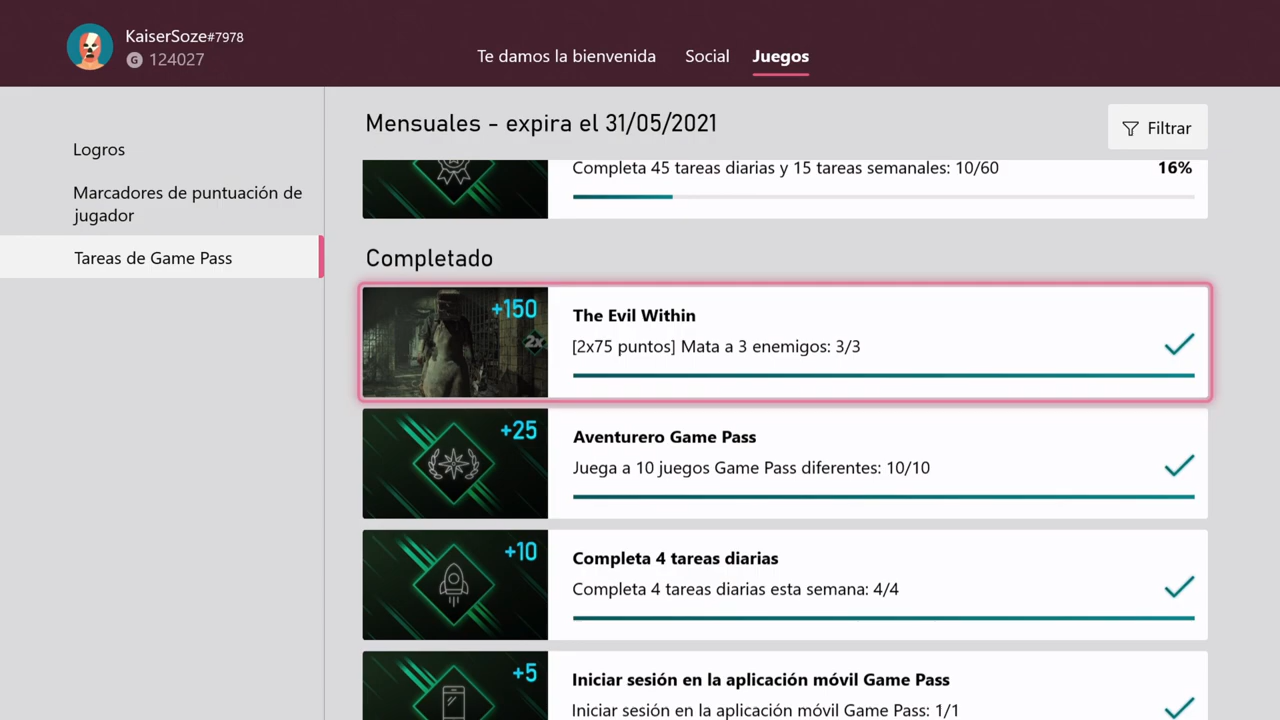 KaiserSoze#7978
G 124027
Te damos la bienvenida
Social
Juegos
Logros
Marcadores de puntuación de
jugador
Tareas de Game Pass
Mensuales - expira el 31/05/2021
Filtrar
Completa 45 tareas diarias y 15 tareas semanales: 10/60
16%
Completado
+150
2x
The Evil Within
[2x75 puntos] Mata a 3 enemigos: 3/3
+25
Aventurero Game Pass
Juega a 10 juegos Game Pass diferentes: 10/10
+10
Completa 4 tareas diarias
Completa 4 tareas diarias esta semana: 4/4
+5
Iniciar sesión en la aplicación móvil Game Pass
Iniciar sesión en la aplicación móvil Game Pass: 1/1